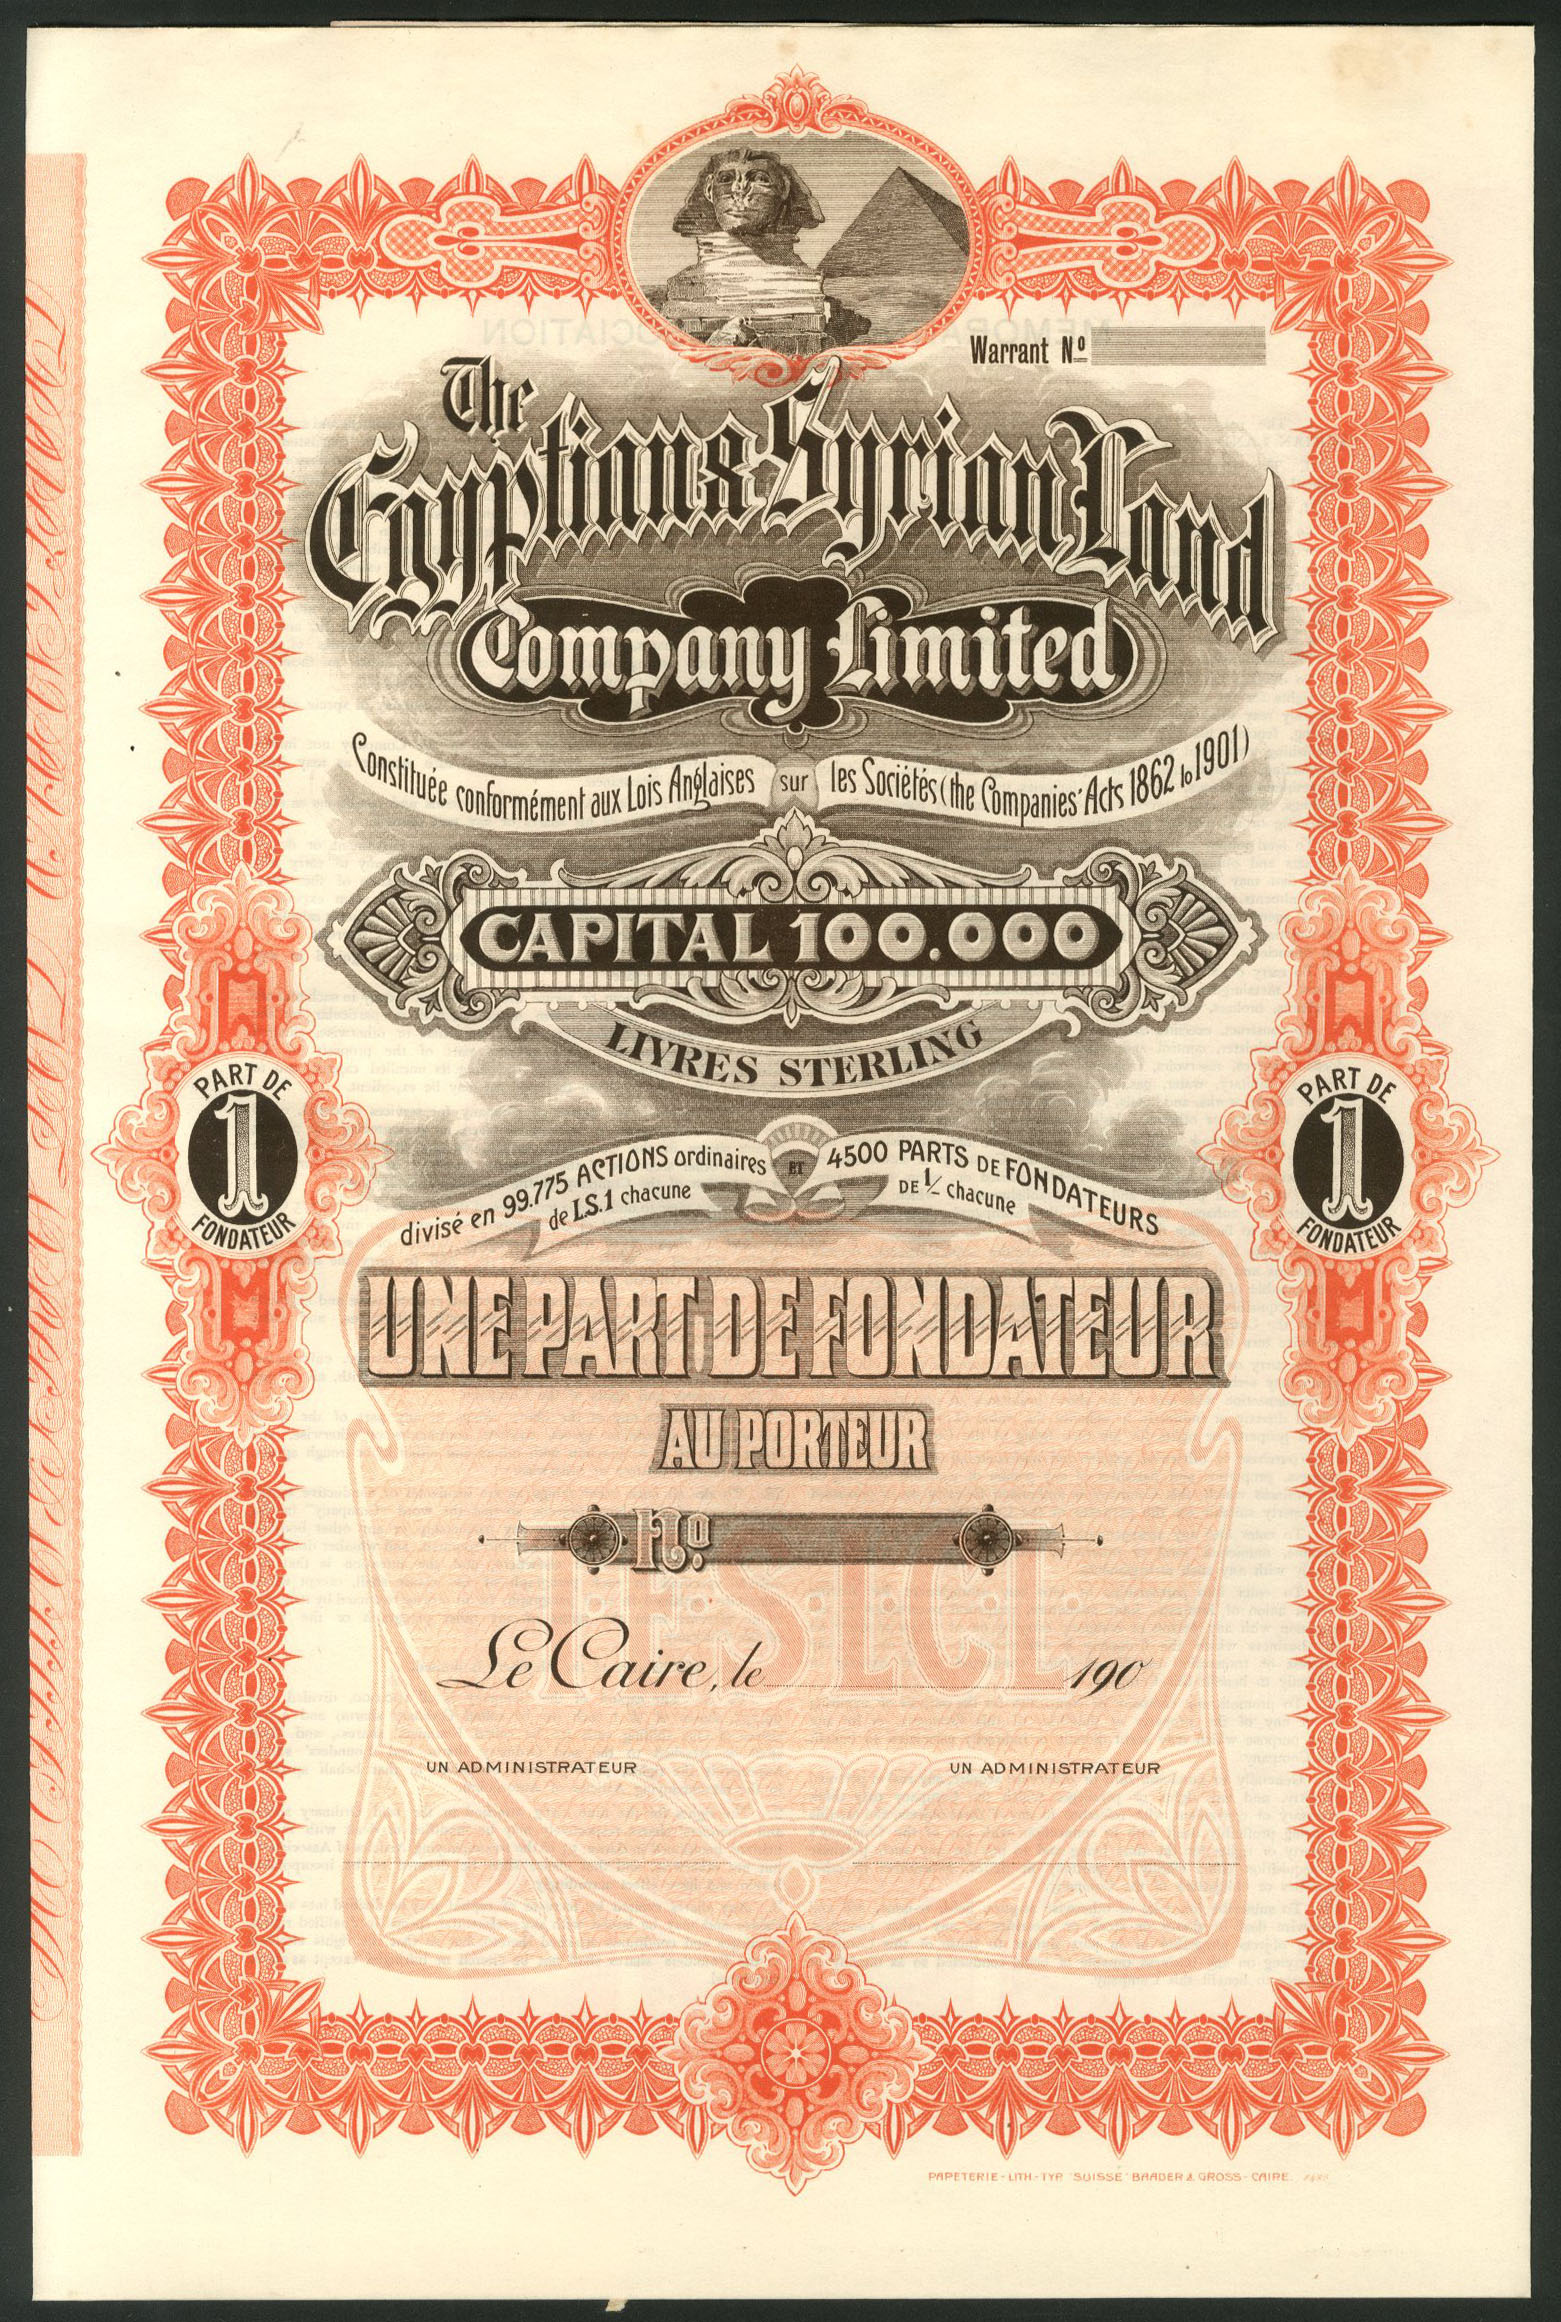 Warrant Nº
The
Egyptian & Syrian Land
Company Limited
Constituée conformément aux Lois Anglaises sur les Sociétés (the Companies' Acts 1862 to 1901)
CAPITAL 100.000
LIVRES STERLING
divisé en 99.775 ACTIONS ordinaires
de L.S.1 chacune
ET
4500 PARTS DE FONDATEURS
DE 1/- chacune
PART DE
1
FONDATEUR
PART DE
1
FONDATEUR
UNE PART DE FONDATEUR
AU PORTEUR
Nº
T.E.S.L.C.L.
Le Caire, le 190
UN ADMINISTRATEUR
UN ADMINISTRATEUR
PAPETERIE-LITH.-TYP. "SUISSE" BAADER & GROSS-CAIRE.